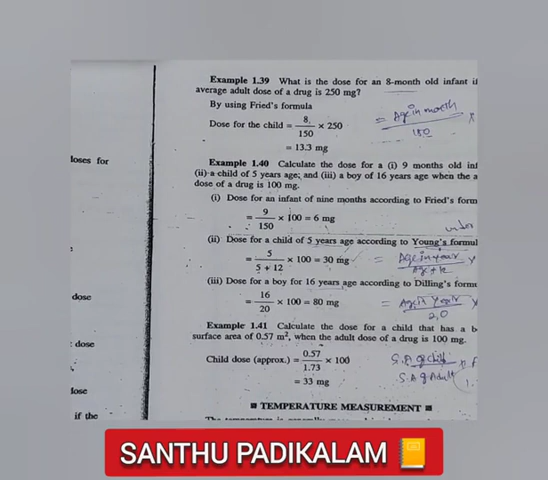 Example 1.39 What is the dose for an 8-month old infant if
average adult dose of a drug is 250 mg?
By using Fried's formula
Dose for the child = 8/150 × 250
= 13.3 mg
= Age in month / 150 ×
loses for
Example 1.40 Calculate the dose for a (i) 9 months old inf
(ii) a child of 5 years age; and (iii) a boy of 16 years age when the a
dose of a drug is 100 mg.
(i) Dose for an infant of nine months according to Fried's form
= 9/150 × 100 = 6 mg
(ii) Dose for a child of 5 years age according to Young's formul
= 5/5 + 12 × 100 = 30 mg
= Age in year
(iii) Dose for a boy for 16 years age according to Dilling's formu
= 16/20 × 100 = 80 mg
= Age in year / 20 ×
dose
Example 1.41 Calculate the dose for a child that has a b
surface area of 0.57 m², when the adult dose of a drug is 100 mg.
: dose
Child dose (approx.) = 0.57/1.73 × 100
= 33 mg
S.A of child / S.A of Adult
lose
if the
TEMPERATURE MEASUREMENT
SANTHU PADIKALAM